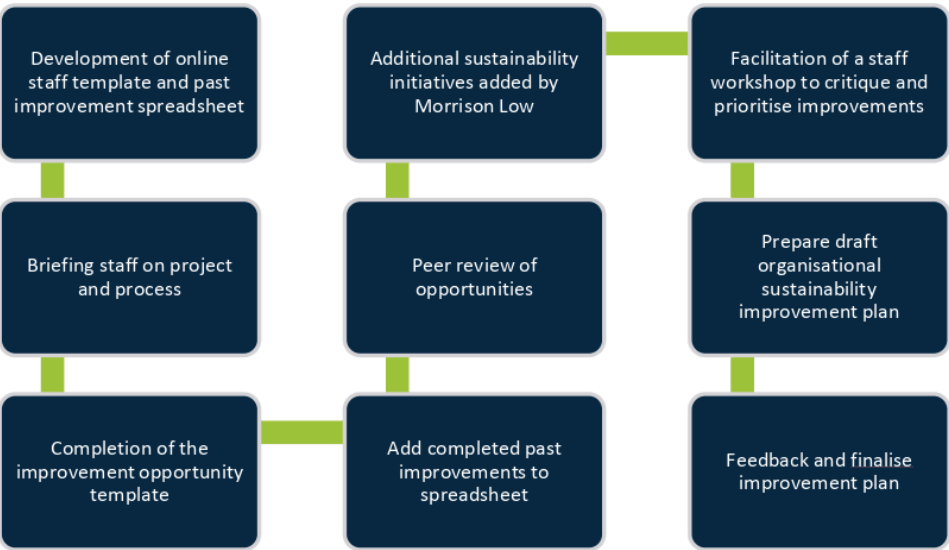 Development of online
staff template and past
improvement spreadsheet
Briefing staff on project
and process
Completion of the
improvement opportunity
template
Add completed past
improvements to
spreadsheet
Peer review of
opportunities
Additional sustainability
initiatives added by
Morrison Low
Facilitation of a staff
workshop to critique and
prioritise improvements
Prepare draft
organisational
sustainability
improvement plan
Feedback and finalise
improvement plan